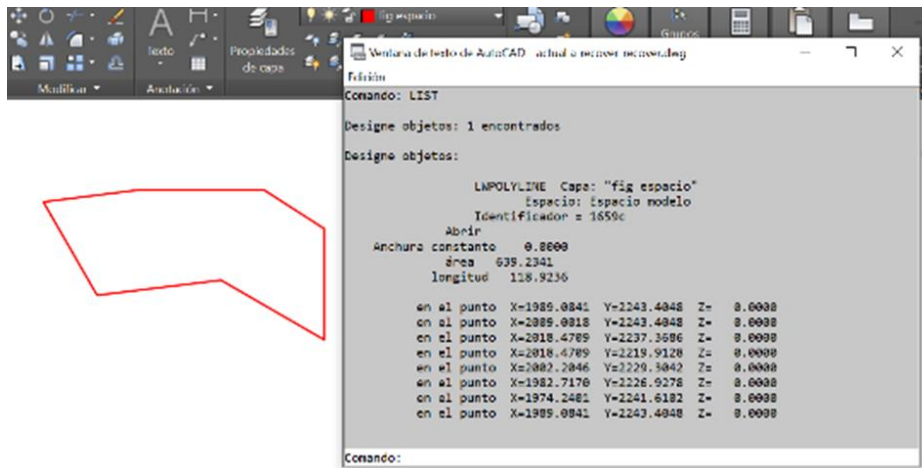 fig espacio
Texto
Propiedades
de capa
Grupos
Modificar
Anotación
Ventana de texto de AutoCAD - actual a recover recover.dwg
Edición
Comando: LIST
Designe objetos: 1 encontrados
Designe objetos:
LWPOLYLINE Capa: "fig espacio"
Espacio: Espacio modelo
Identificador = 1659c
Abrir
Anchura constante 0.0000
área 639.2341
longitud 118.9236
en el punto X=1989.0841 Y=2243.4048 Z= 0.0000
en el punto X=2009.0818 Y=2243.4048 Z= 0.0000
en el punto X=2018.4709 Y=2237.3686 Z= 0.0000
en el punto X=2018.4709 Y=2219.9128 Z= 0.0000
en el punto X=2002.2046 Y=2229.3042 Z= 0.0000
en el punto X=1982.7170 Y=2226.9278 Z= 0.0000
en el punto X=1974.2401 Y=2241.6182 Z= 0.0000
en el punto X=1989.0841 Y=2243.4048 Z= 0.0000
Comando: